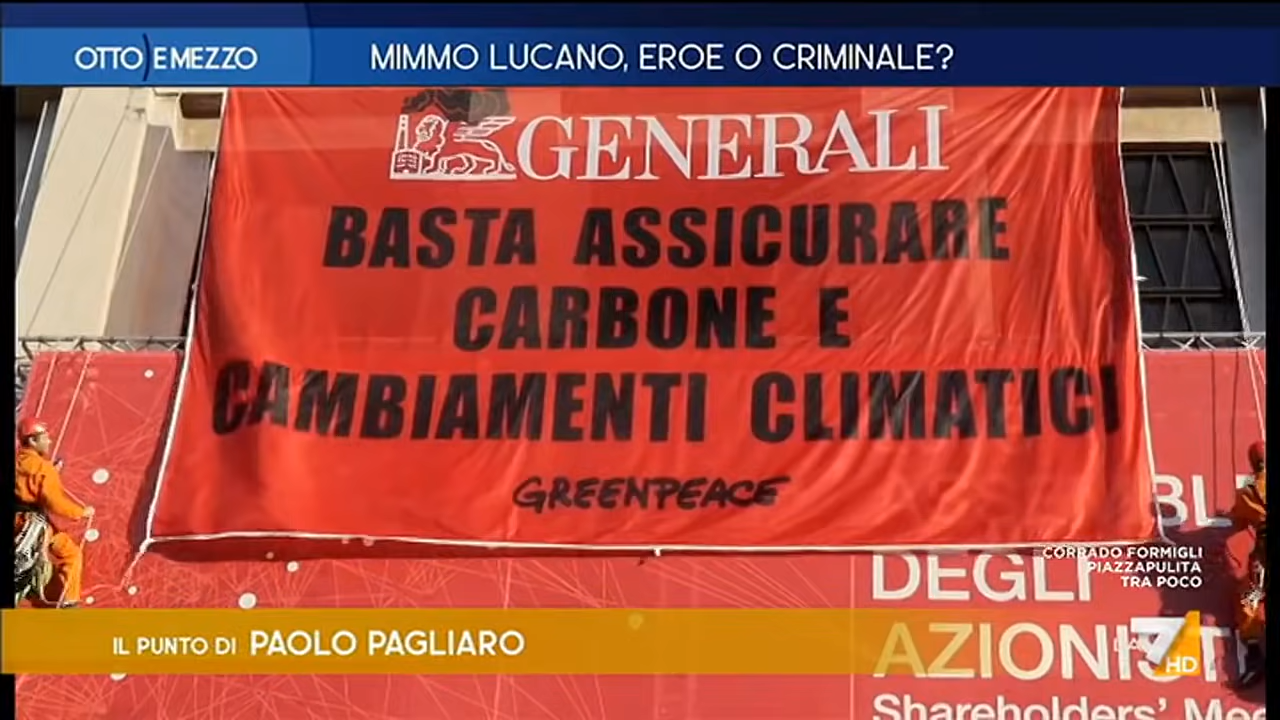 OTTO E MEZZO
MIMMO LUCANO, EROE O CRIMINALE?
GENERALI
BASTA ASSICURARE
CARBONE E
CAMBIAMENTI CLIMATICI
GREENPEACE
CORRADO FORMIGLI
PIAZZAPULITA
TRA POCO
DEGLI
IL PUNTO DI PAOLO PAGLIARO
7
HD
Shareholders'